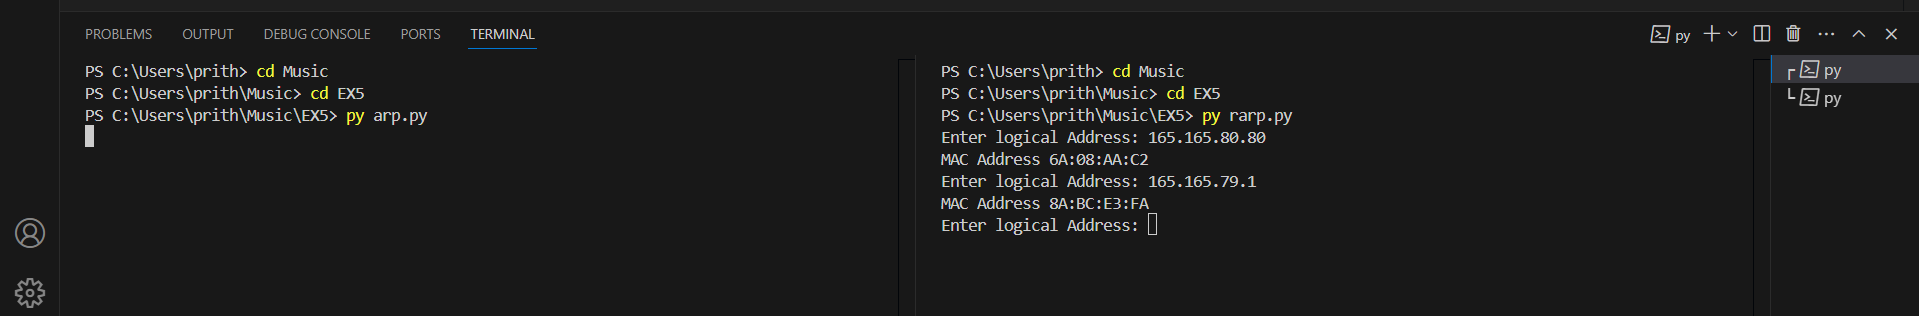 PROBLEMS OUTPUT DEBUG CONSOLE PORTS TERMINAL
py
PS C:\Users\prith> cd Music
PS C:\Users\prith\Music> cd EX5
PS C:\Users\prith\Music\EX5> py arp.py
PS C:\Users\prith> cd Music
PS C:\Users\prith\Music> cd EX5
PS C:\Users\prith\Music\EX5> py rarp.py
Enter logical Address: 165.165.80.80
MAC Address 6A:08:AA:C2
Enter logical Address: 165.165.79.1
MAC Address 8A:BC:E3:FA
Enter logical Address:
py
py